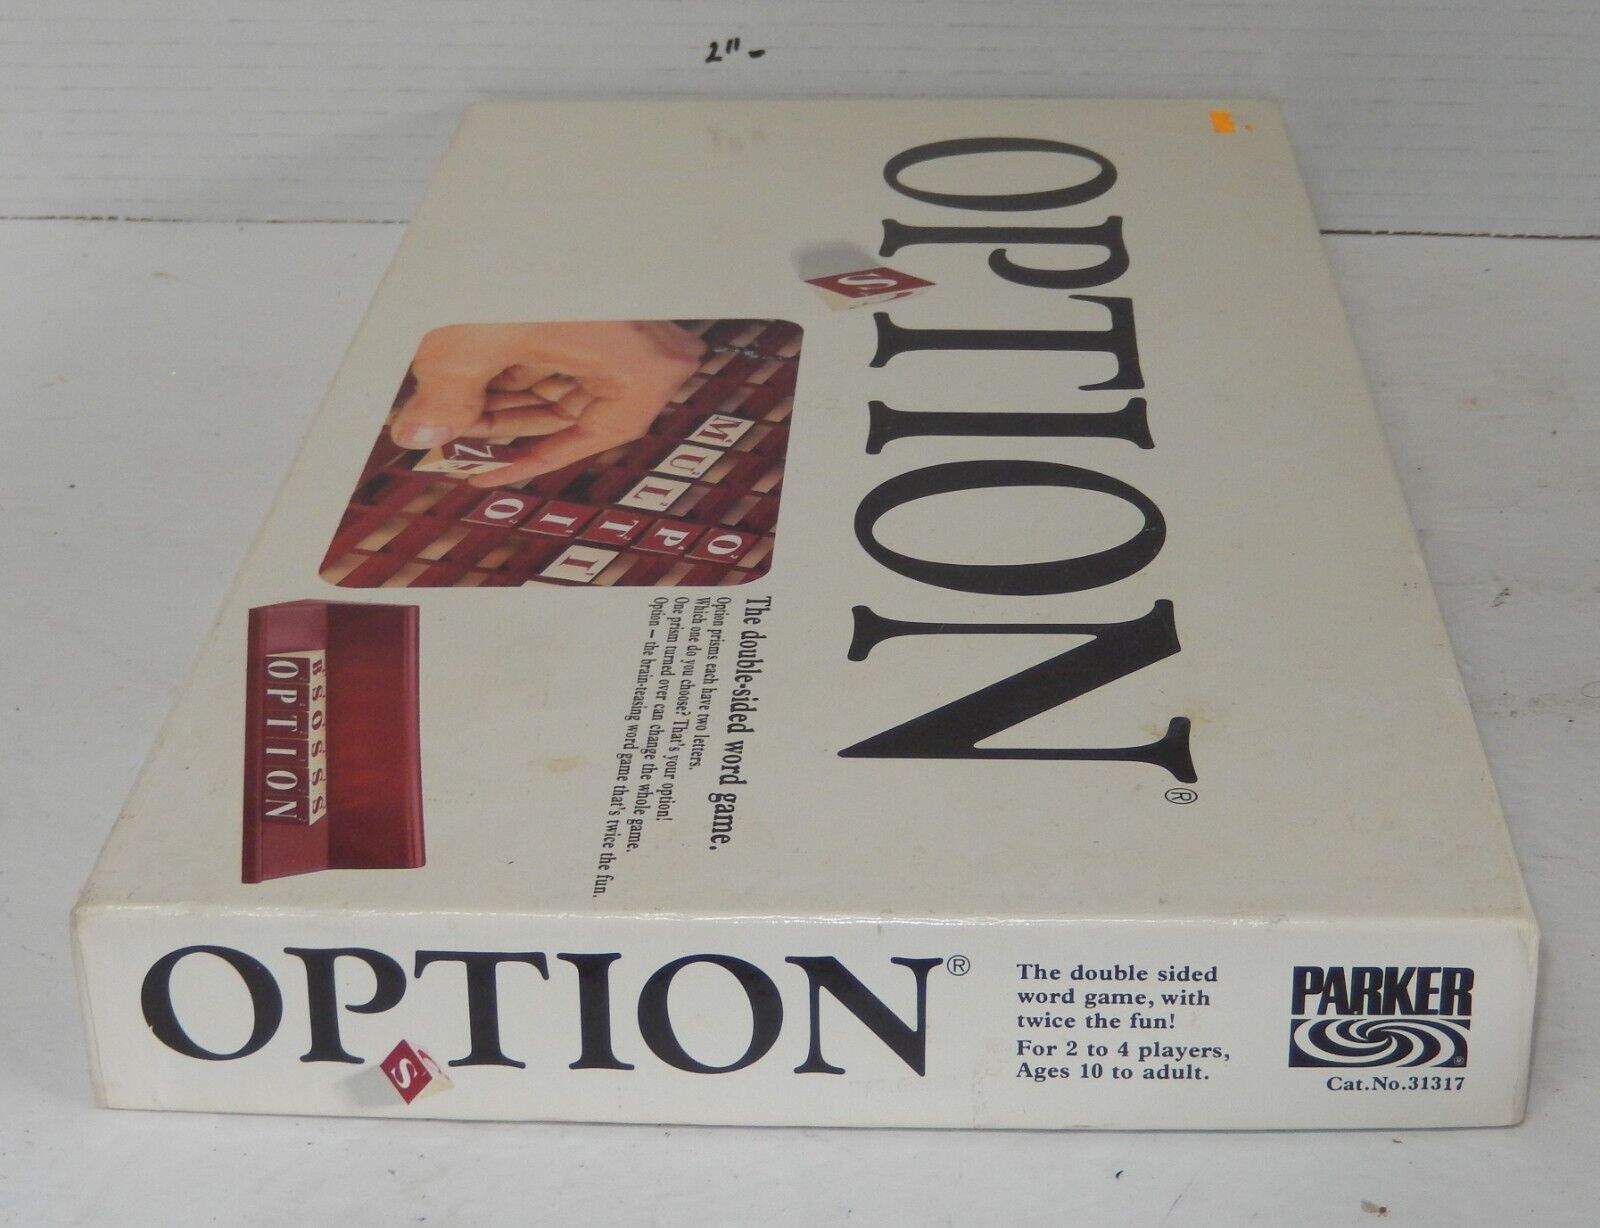 2" -
OPTION®
S
MULTI
OPTIO
Z
The double-sided word game.
Option prisms each have two letters.
Which one do you choose? That's your option!
One prism turned over can change the whole game.
Option — the brain-teasing word game that's twice the fun.
OPTION
OPTION®
S
The double sided
word game, with
twice the fun!
For 2 to 4 players,
Ages 10 to adult.
PARKER
®
Cat.No.31317